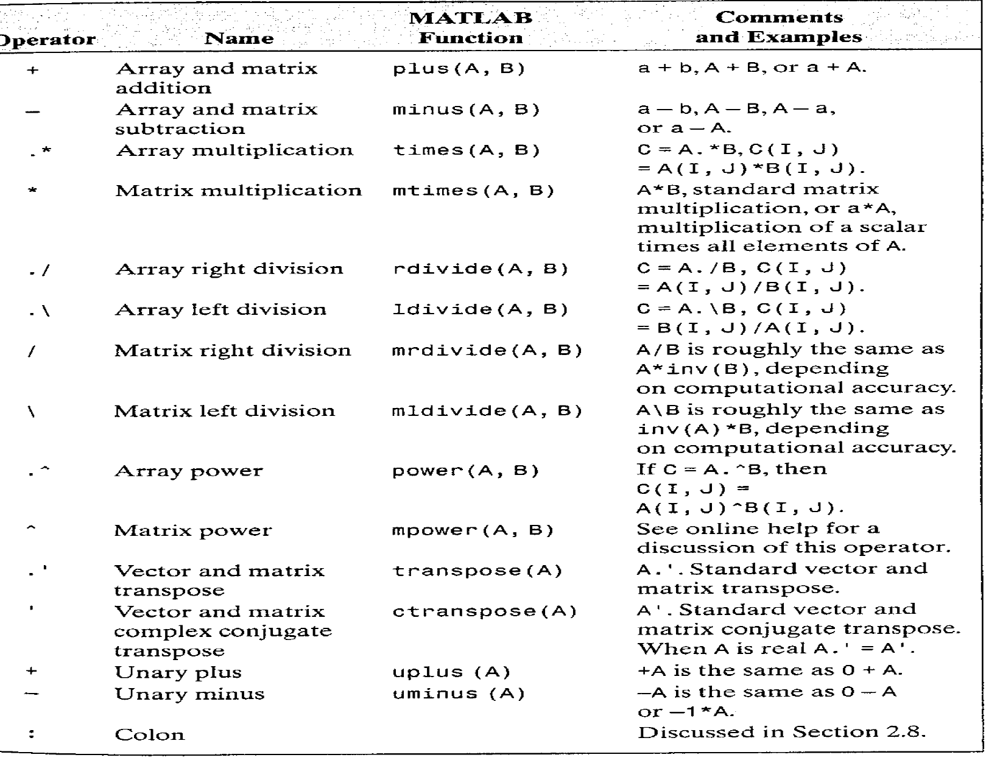 MATLAB Comments
Operator Name Function and Examples
+ Array and matrix plus(A, B) a + b, A + B, or a + A.
addition
— Array and matrix minus(A, B) a — b, A — B, A — a,
subtraction or a — A.
.* Array multiplication times(A, B) C = A.*B, C(I, J)
= A(I, J)*B(I, J).
* Matrix multiplication mtimes(A, B) A*B, standard matrix
multiplication, or a*A,
multiplication of a scalar
times all elements of A.
./ Array right division rdivide(A, B) C = A./B, C(I, J)
= A(I, J)/B(I, J).
.\ Array left division ldivide(A, B) C = A.\B, C(I, J)
= B(I, J)/A(I, J).
/ Matrix right division mrdivide(A, B) A/B is roughly the same as
A*inv(B), depending
on computational accuracy.
\ Matrix left division mldivide(A, B) A\B is roughly the same as
inv(A)*B, depending
on computational accuracy.
.^ Array power power(A, B) If C = A.^B, then
C(I, J) =
A(I, J)^B(I, J).
^ Matrix power mpower(A, B) See online help for a
discussion of this operator.
.' Vector and matrix transpose(A) A.'. Standard vector and
transpose matrix transpose.
' Vector and matrix ctranspose(A) A'. Standard vector and
complex conjugate matrix conjugate transpose.
transpose When A is real A.' = A'.
+ Unary plus uplus (A) +A is the same as 0 + A.
— Unary minus uminus (A) —A is the same as 0 — A
or —1*A.
: Colon Discussed in Section 2.8.